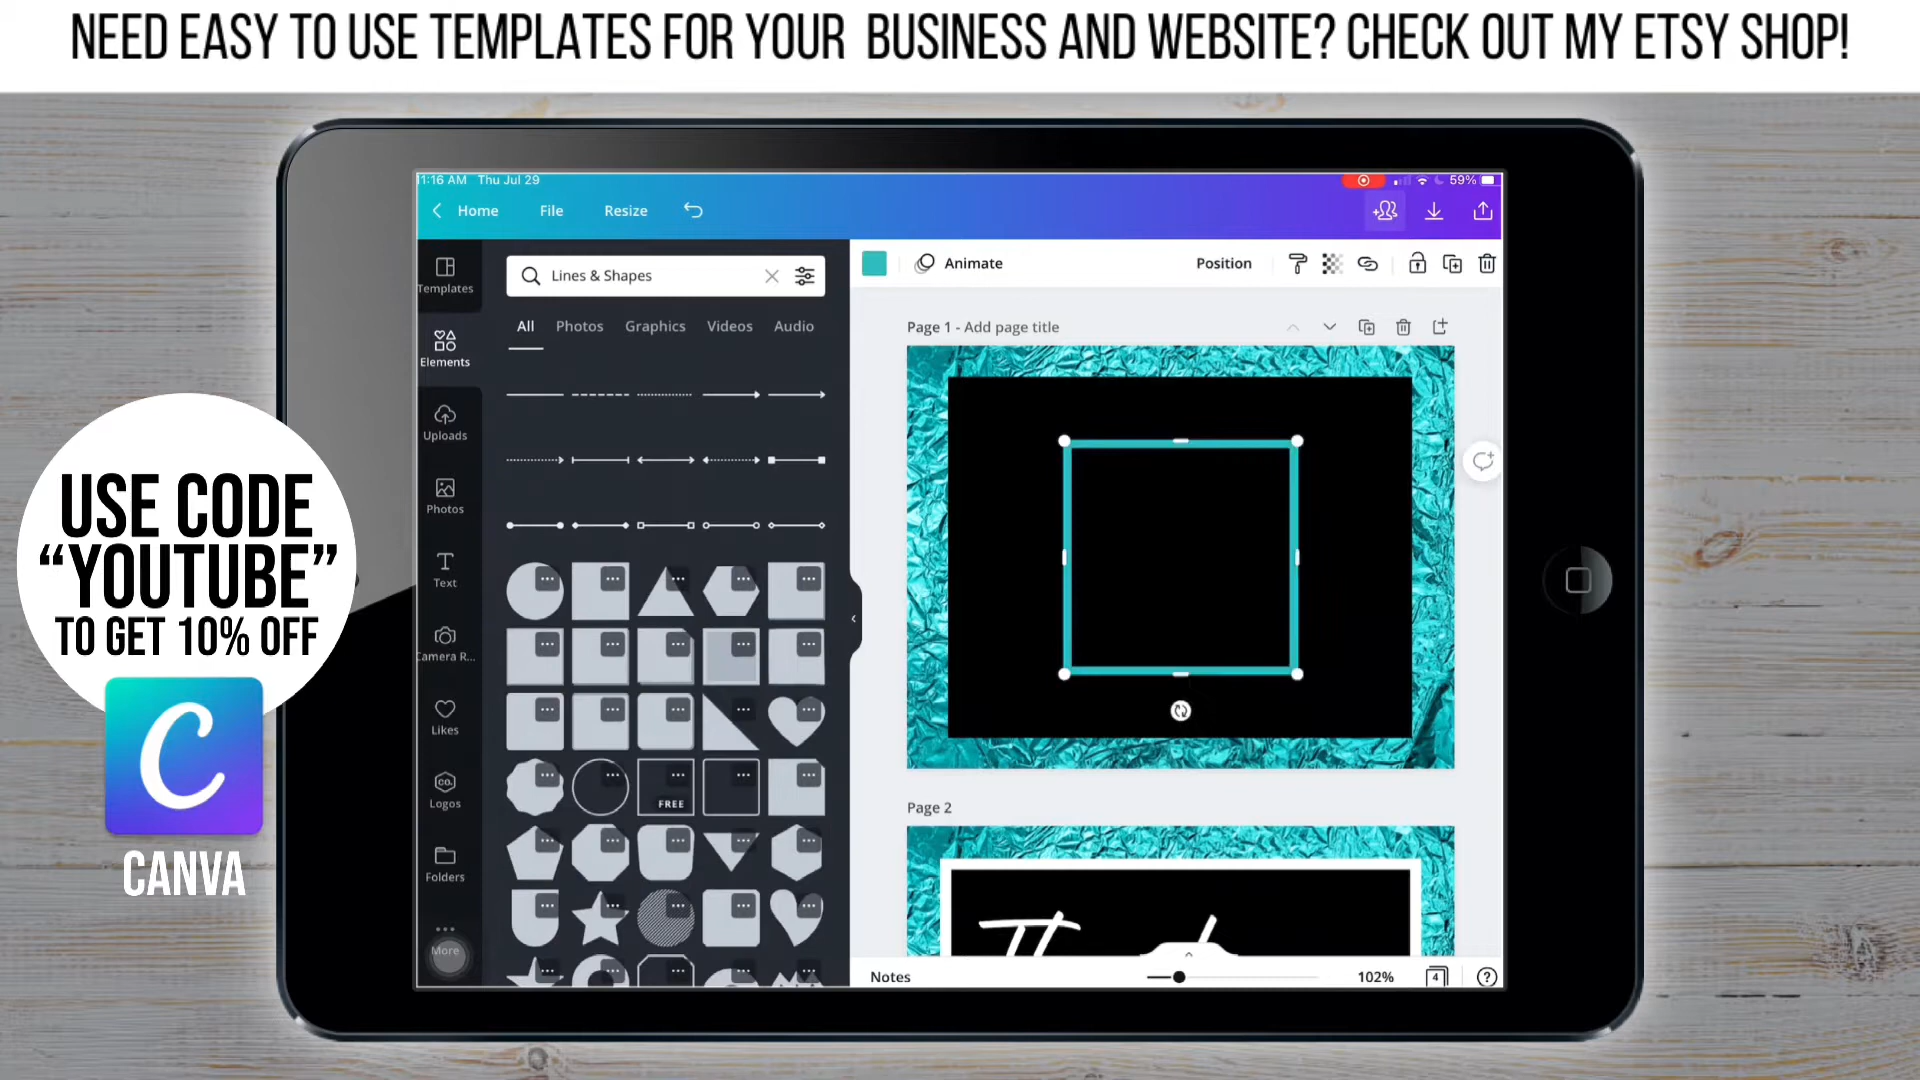 NEED EASY TO USE TEMPLATES FOR YOUR BUSINESS AND WEBSITE? CHECK OUT MY ETSY SHOP!
11:16 AM Thu Jul 29
59%
Home File Resize
Templates
Elements
Uploads
Photos
Text
Camera R...
Likes
Logos
Folders
More
Lines & Shapes
All Photos Graphics Videos Audio
FREE
Animate Position
Page 1 - Add page title
Page 2
Th
Notes 102% 4 ?
USE CODE
“YOUTUBE”
TO GET 10% OFF
C
CANVA